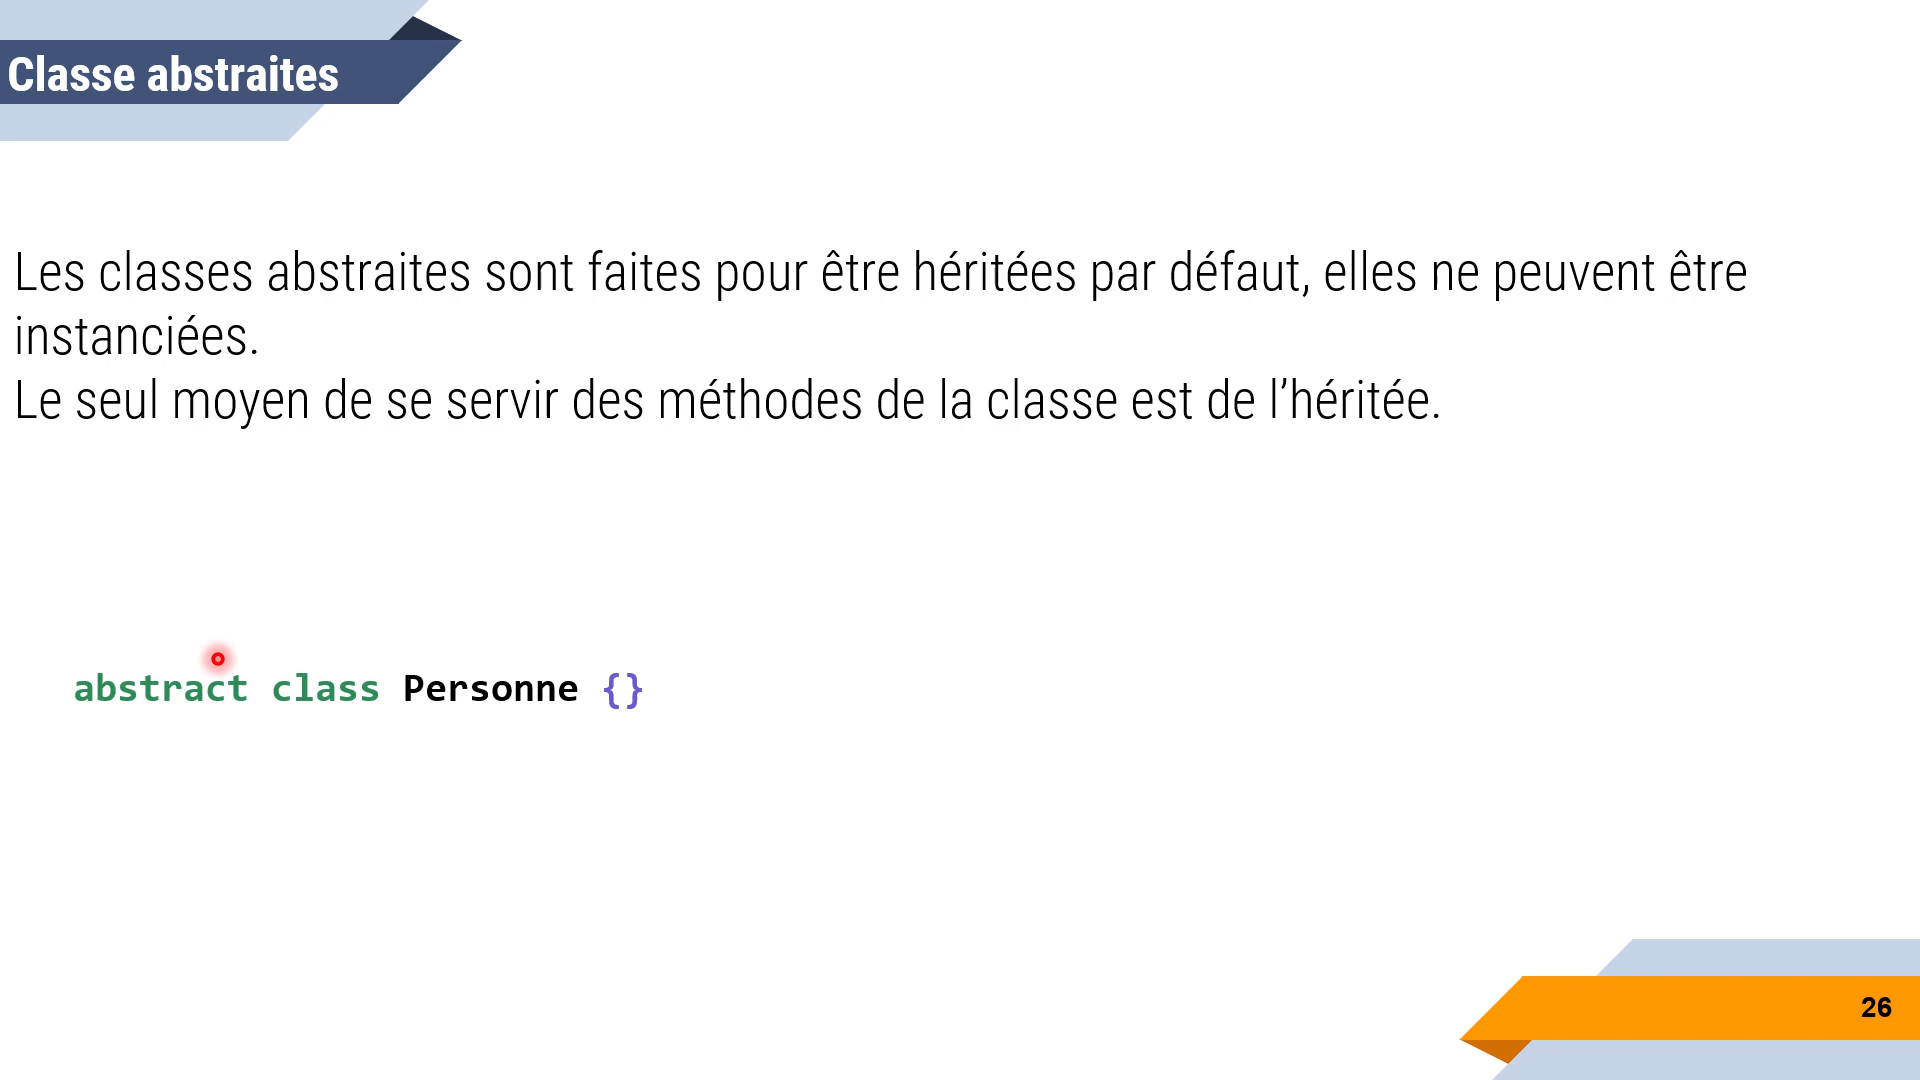 Classe abstraites
Les classes abstraites sont faites pour être héritées par défaut, elles ne peuvent être
instanciées.
Le seul moyen de se servir des méthodes de la classe est de l’héritée.
abstract class Personne {}
26